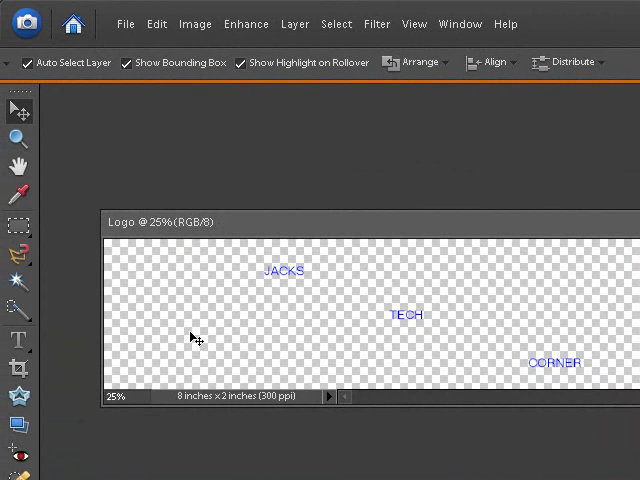 File Edit Image Enhance Layer Select Filter View Window Help
Auto Select Layer Show Bounding Box Show Highlight on Rollover Arrange Align Distribute
Logo @ 25%(RGB/8)
JACKS
TECH
CORNER
25% 8 inches x 2 inches (300 ppi)